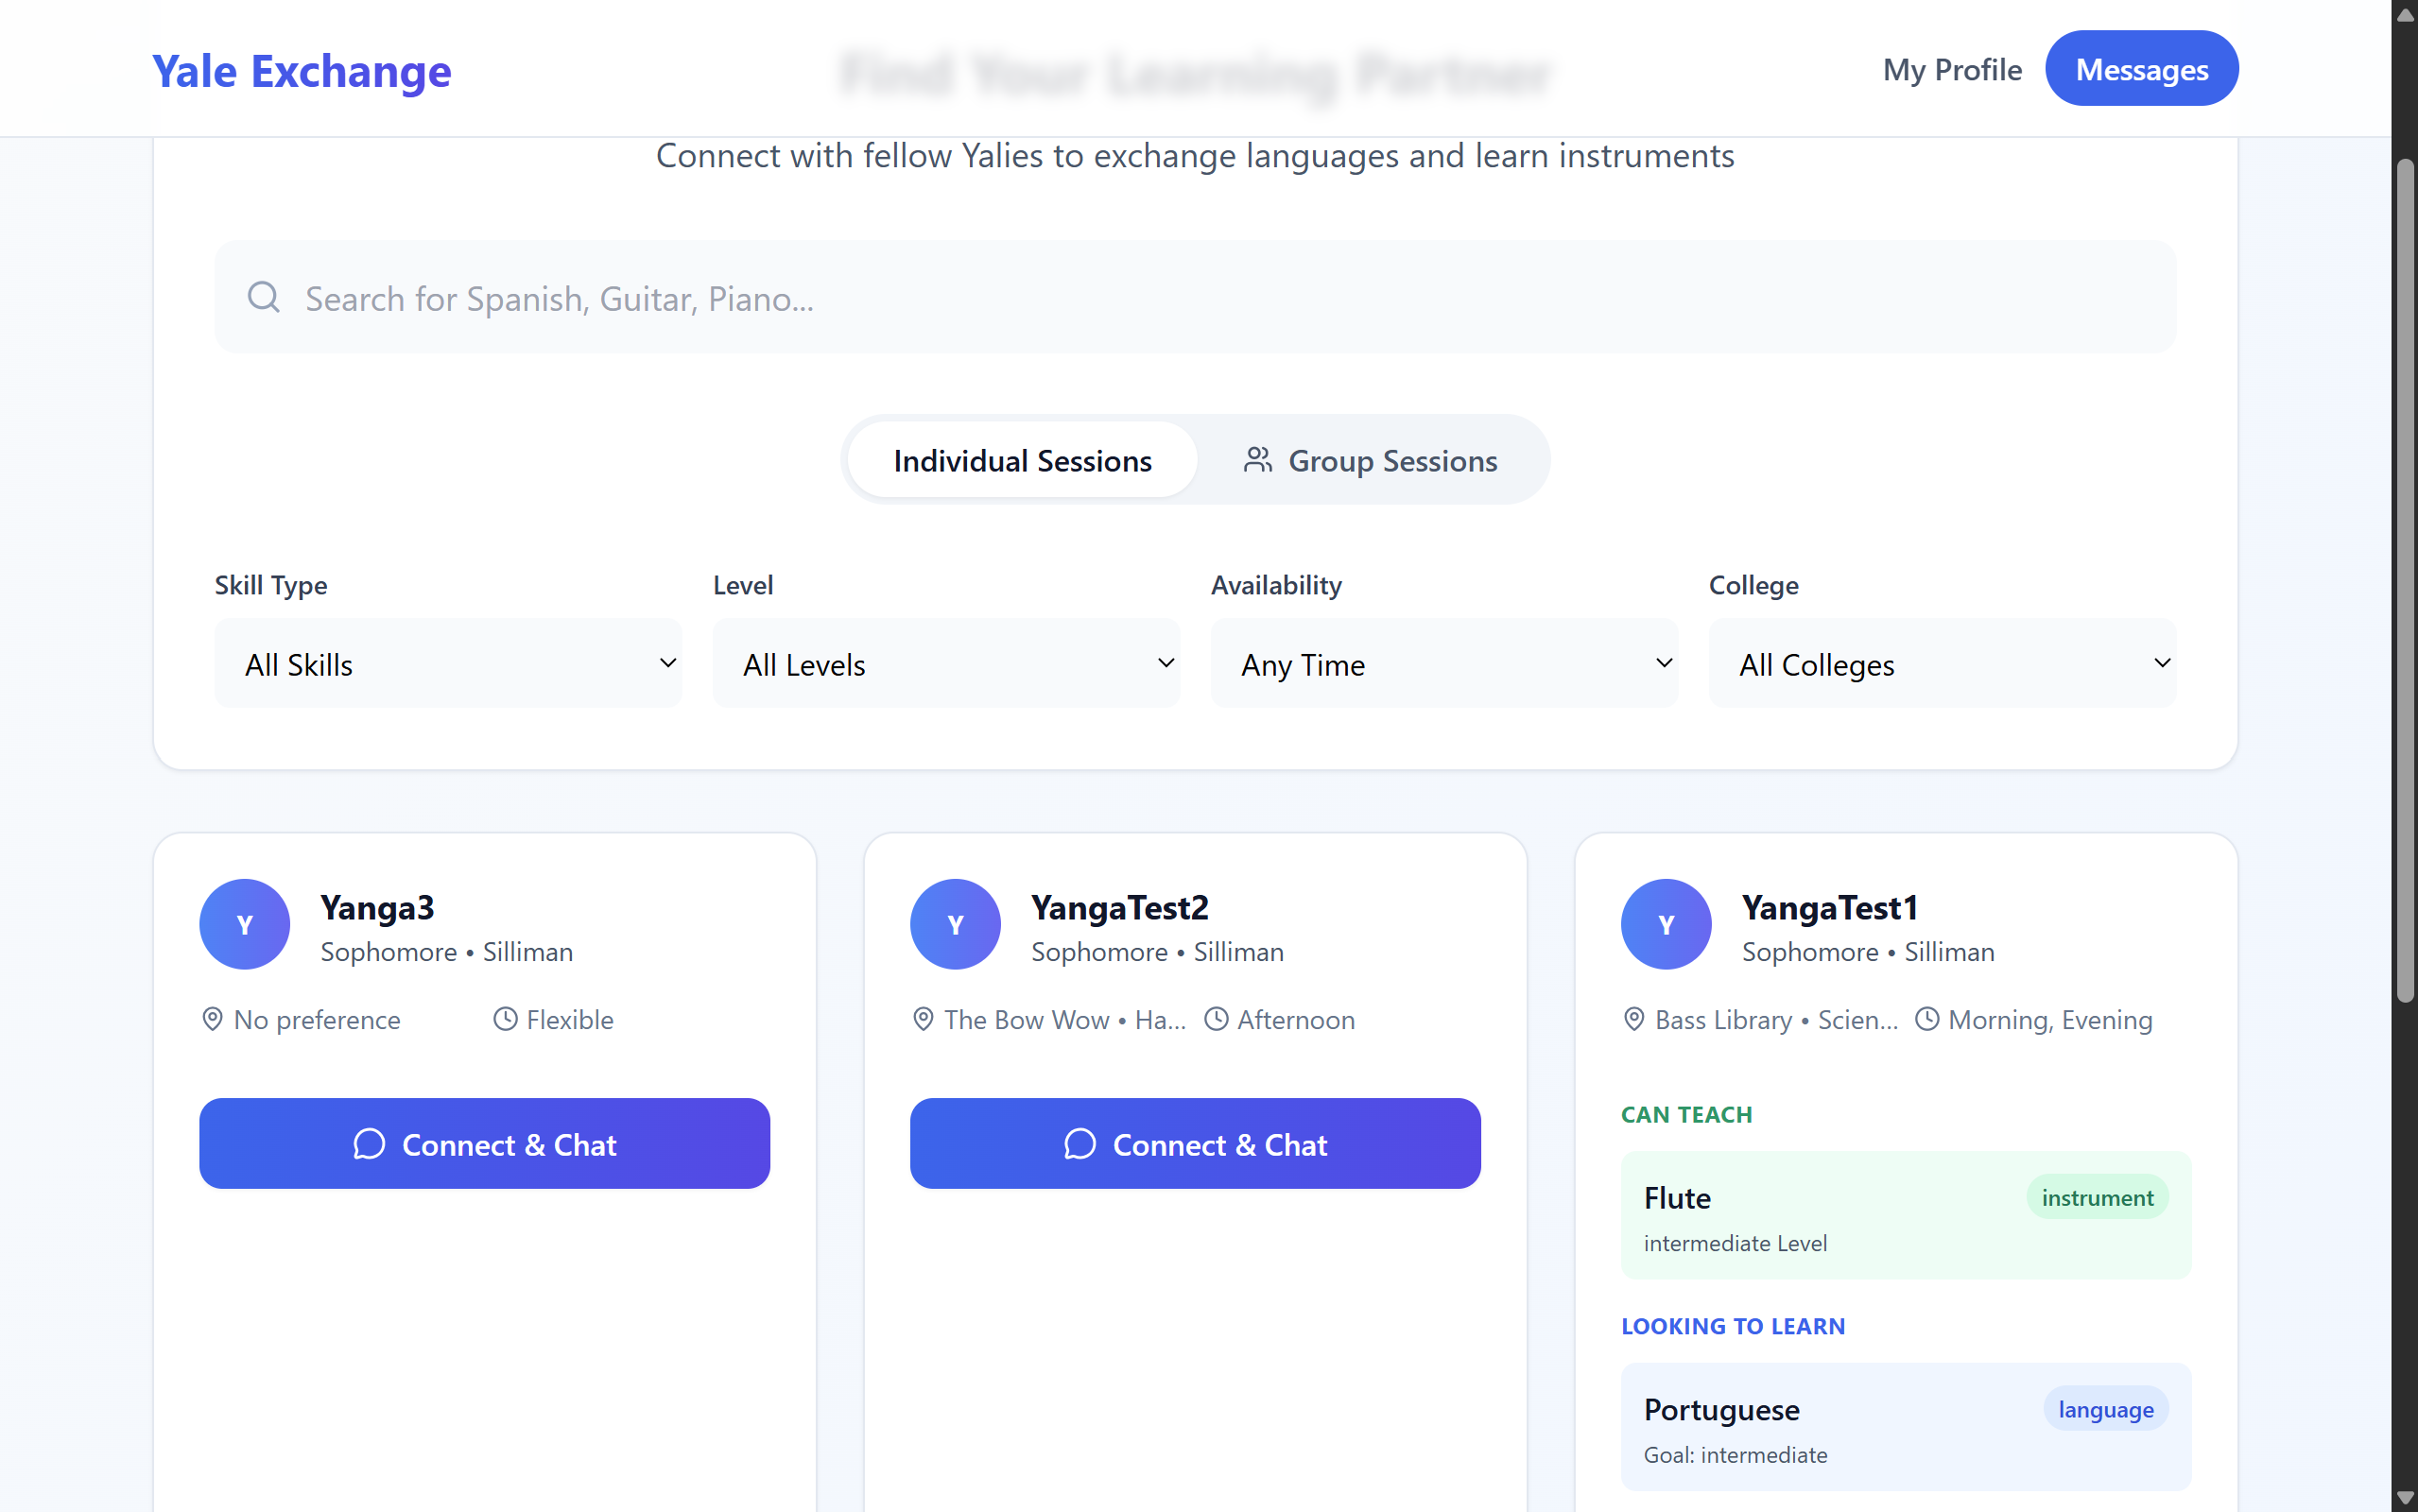 Yale Exchange
Find Your Learning Partner
My Profile
Messages
Connect with fellow Yalies to exchange languages and learn instruments
Search for Spanish, Guitar, Piano...
Individual Sessions
Group Sessions
Skill Type
Level
Availability
College
All Skills
All Levels
Any Time
All Colleges
Y
Yanga3
Sophomore • Silliman
No preference
Flexible
Connect & Chat
Y
YangaTest2
Sophomore • Silliman
The Bow Wow • Ha...
Afternoon
Connect & Chat
Y
YangaTest1
Sophomore • Silliman
Bass Library • Scien...
Morning, Evening
CAN TEACH
Flute
instrument
intermediate Level
LOOKING TO LEARN
Portuguese
language
Goal: intermediate